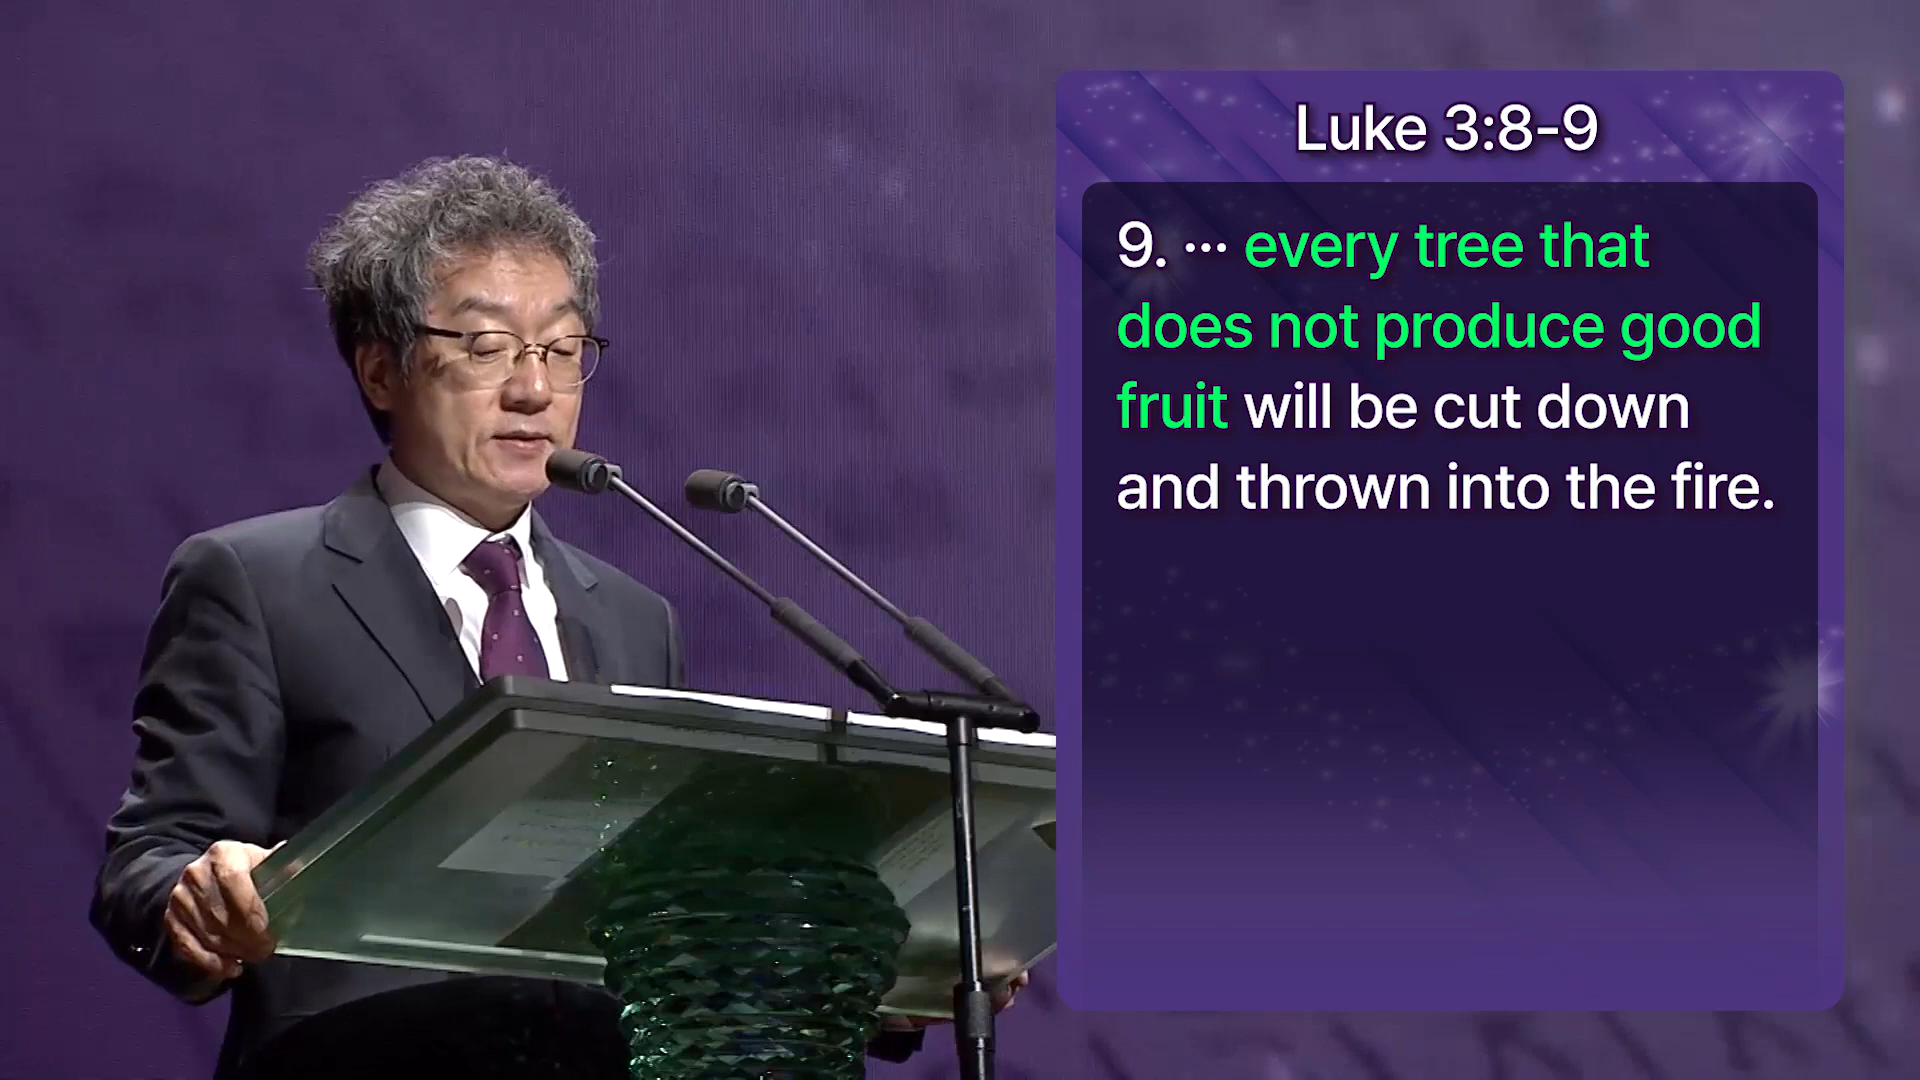 Luke 3:8-9
9. ··· every tree that
does not produce good
fruit will be cut down
and thrown into the fire.